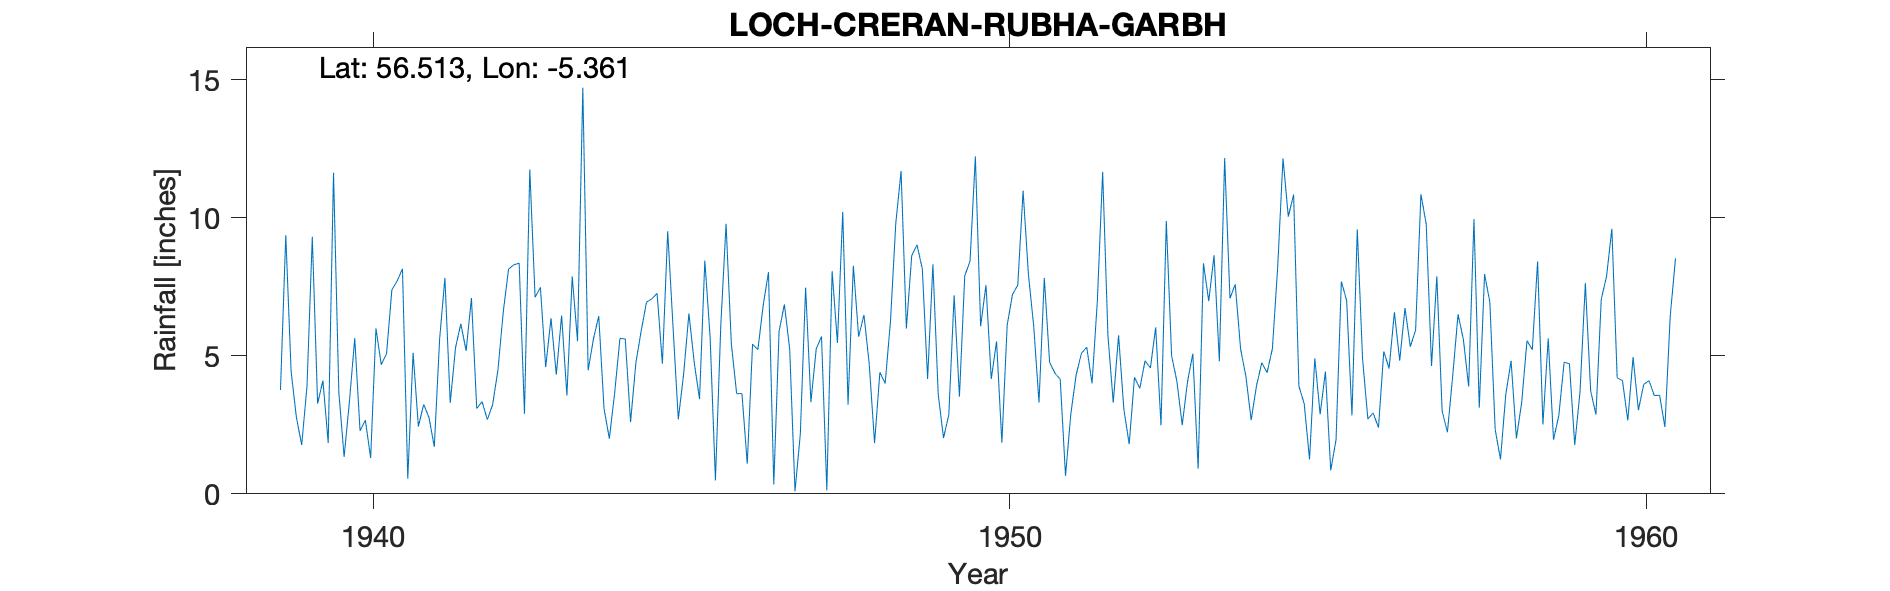 LOCH-CRERAN-RUBHA-GARBH
Lat: 56.513, Lon: -5.361
15
10
5
0
Rainfall [inches]
1940 1950 1960
Year